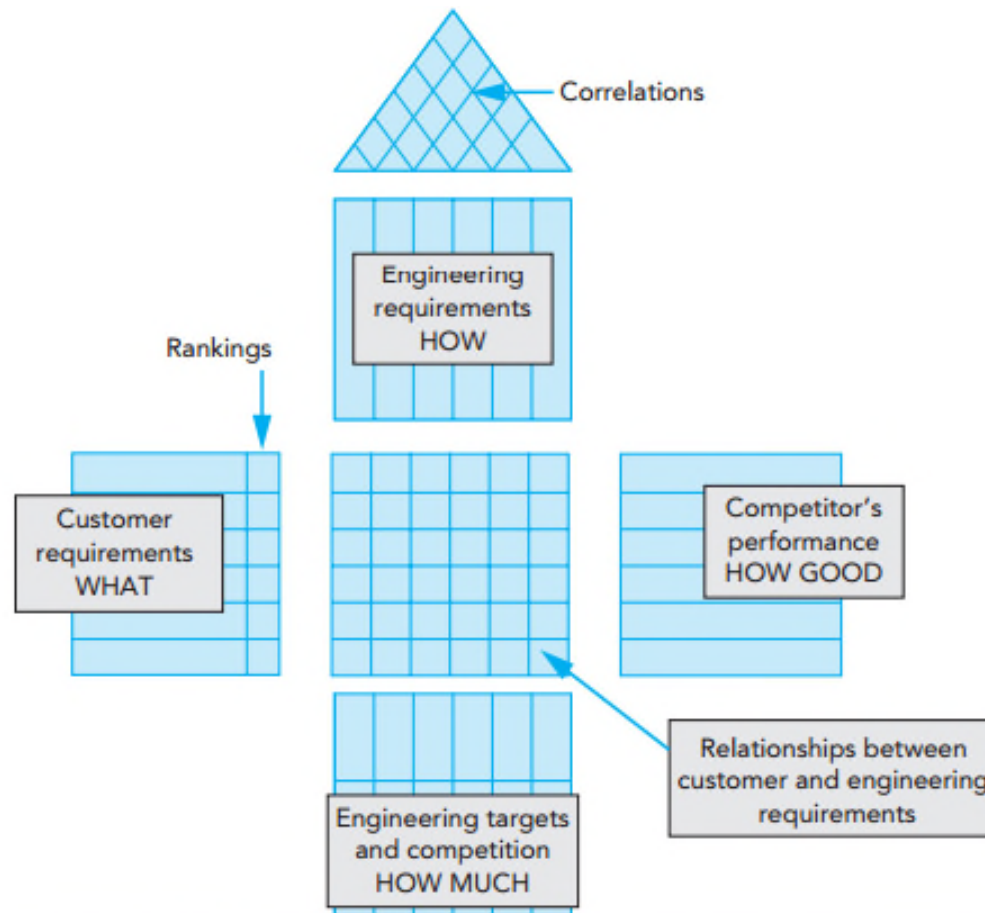 Correlations
Engineering
requirements
HOW
Rankings
Customer
requirements
WHAT
Competitor's
performance
HOW GOOD
Relationships between
customer and engineering
requirements
Engineering targets
and competition
HOW MUCH